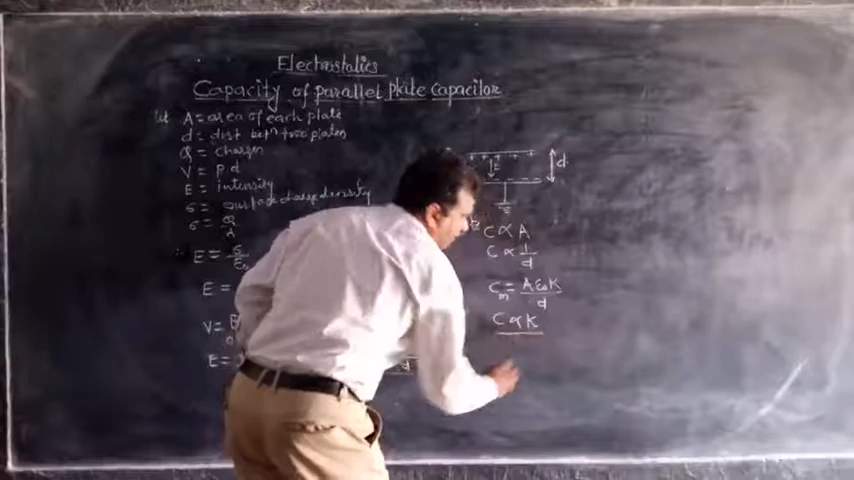 Electrostatics
Capacity of parallel plate Capacitor
let A = area of each plate
d = dist betn two plates
Q = charges
V = p d
E = intensity
σ = surface charge density
σ = Q/A
∴ E = σ/ε₀
E =
V =
E =
+ + + +
E
d
C ∝ A
C ∝ 1/d
Cm = Aε₀K/d
C ∝ K
d